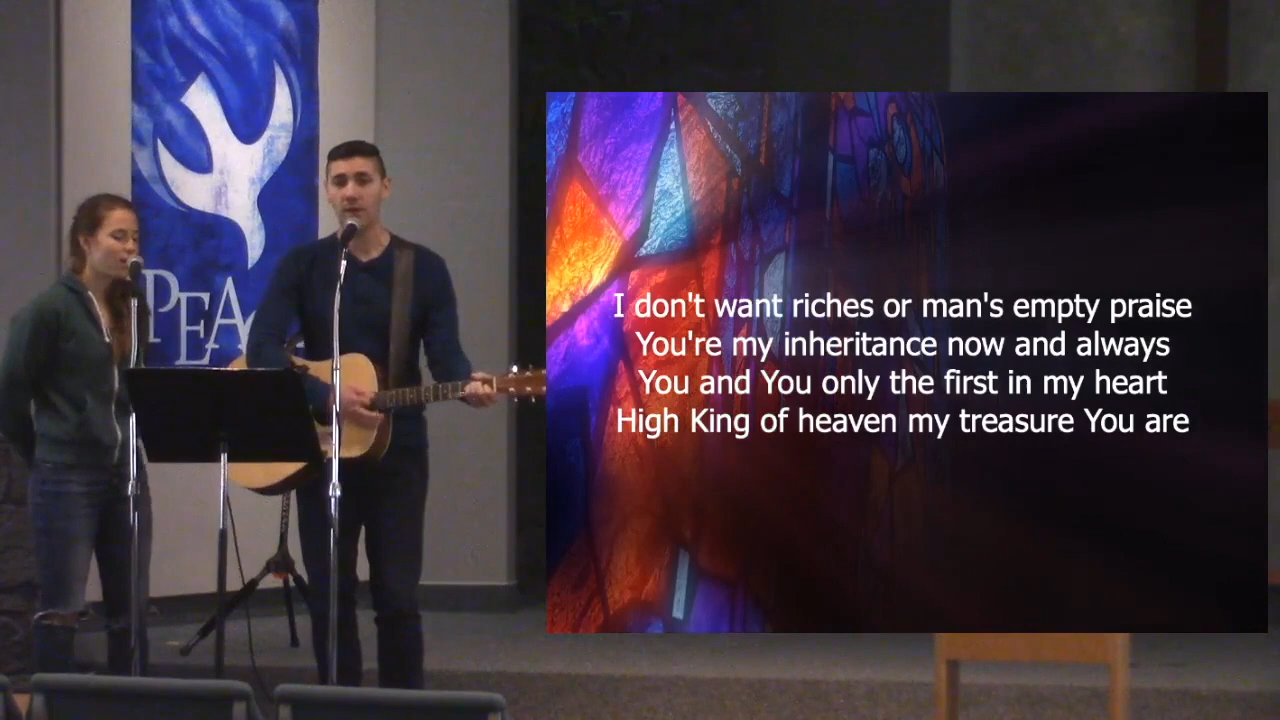 PEA
I don't want riches or man's empty praise
You're my inheritance now and always
You and You only the first in my heart
High King of heaven my treasure You are